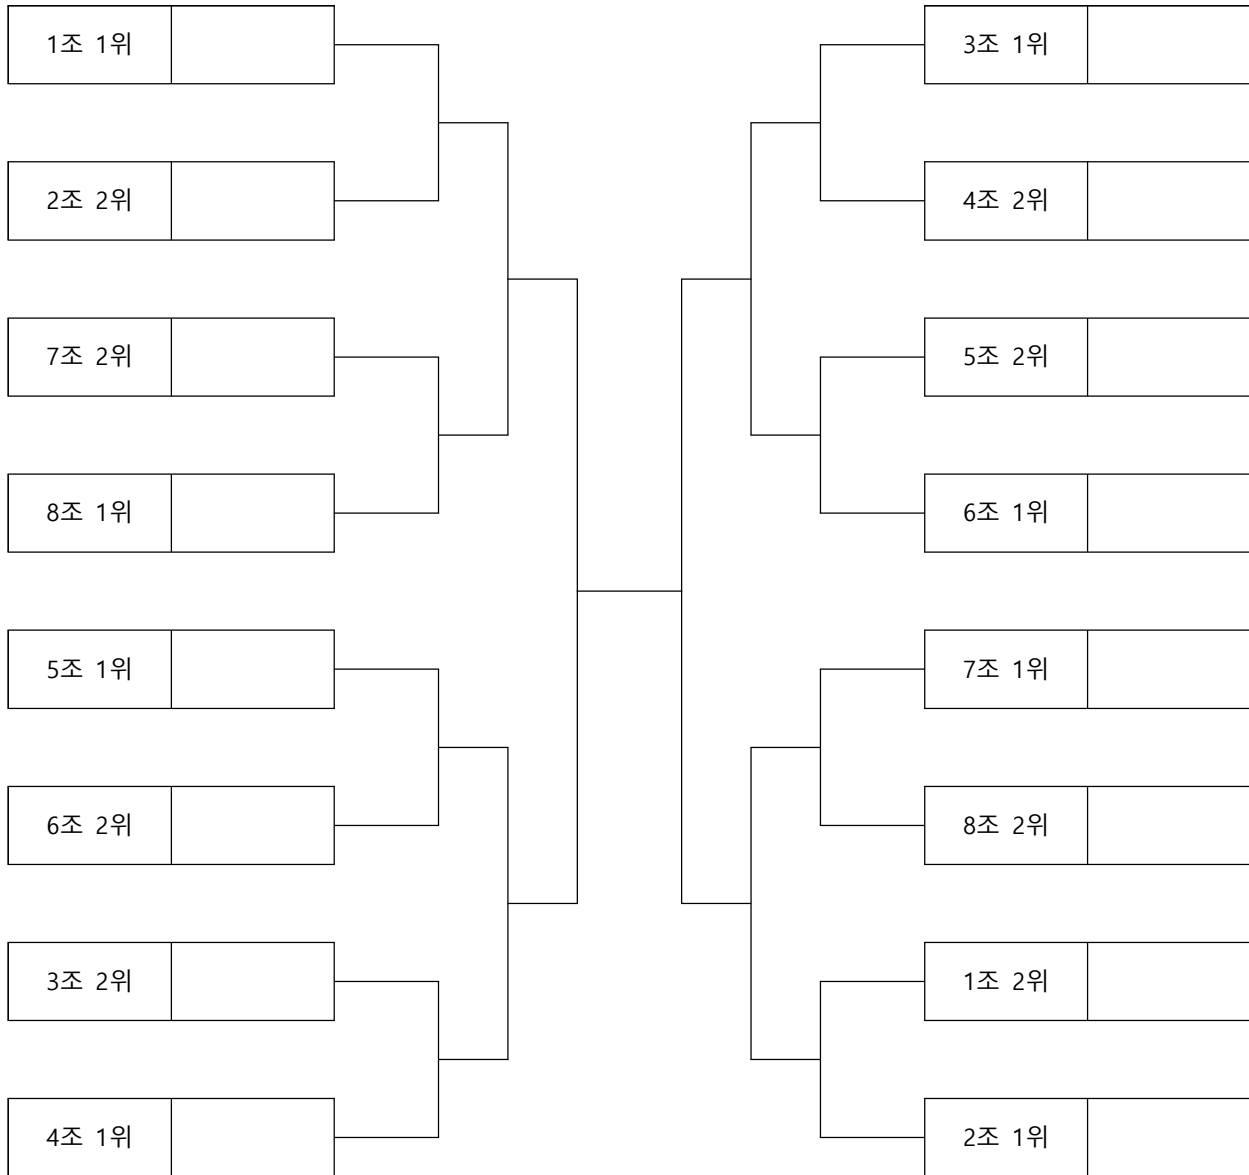 1조 1위
2조 2위
7조 2위
8조 1위
5조 1위
6조 2위
3조 2위
4조 1위
3조 1위
4조 2위
5조 2위
6조 1위
7조 1위
8조 2위
1조 2위
2조 1위